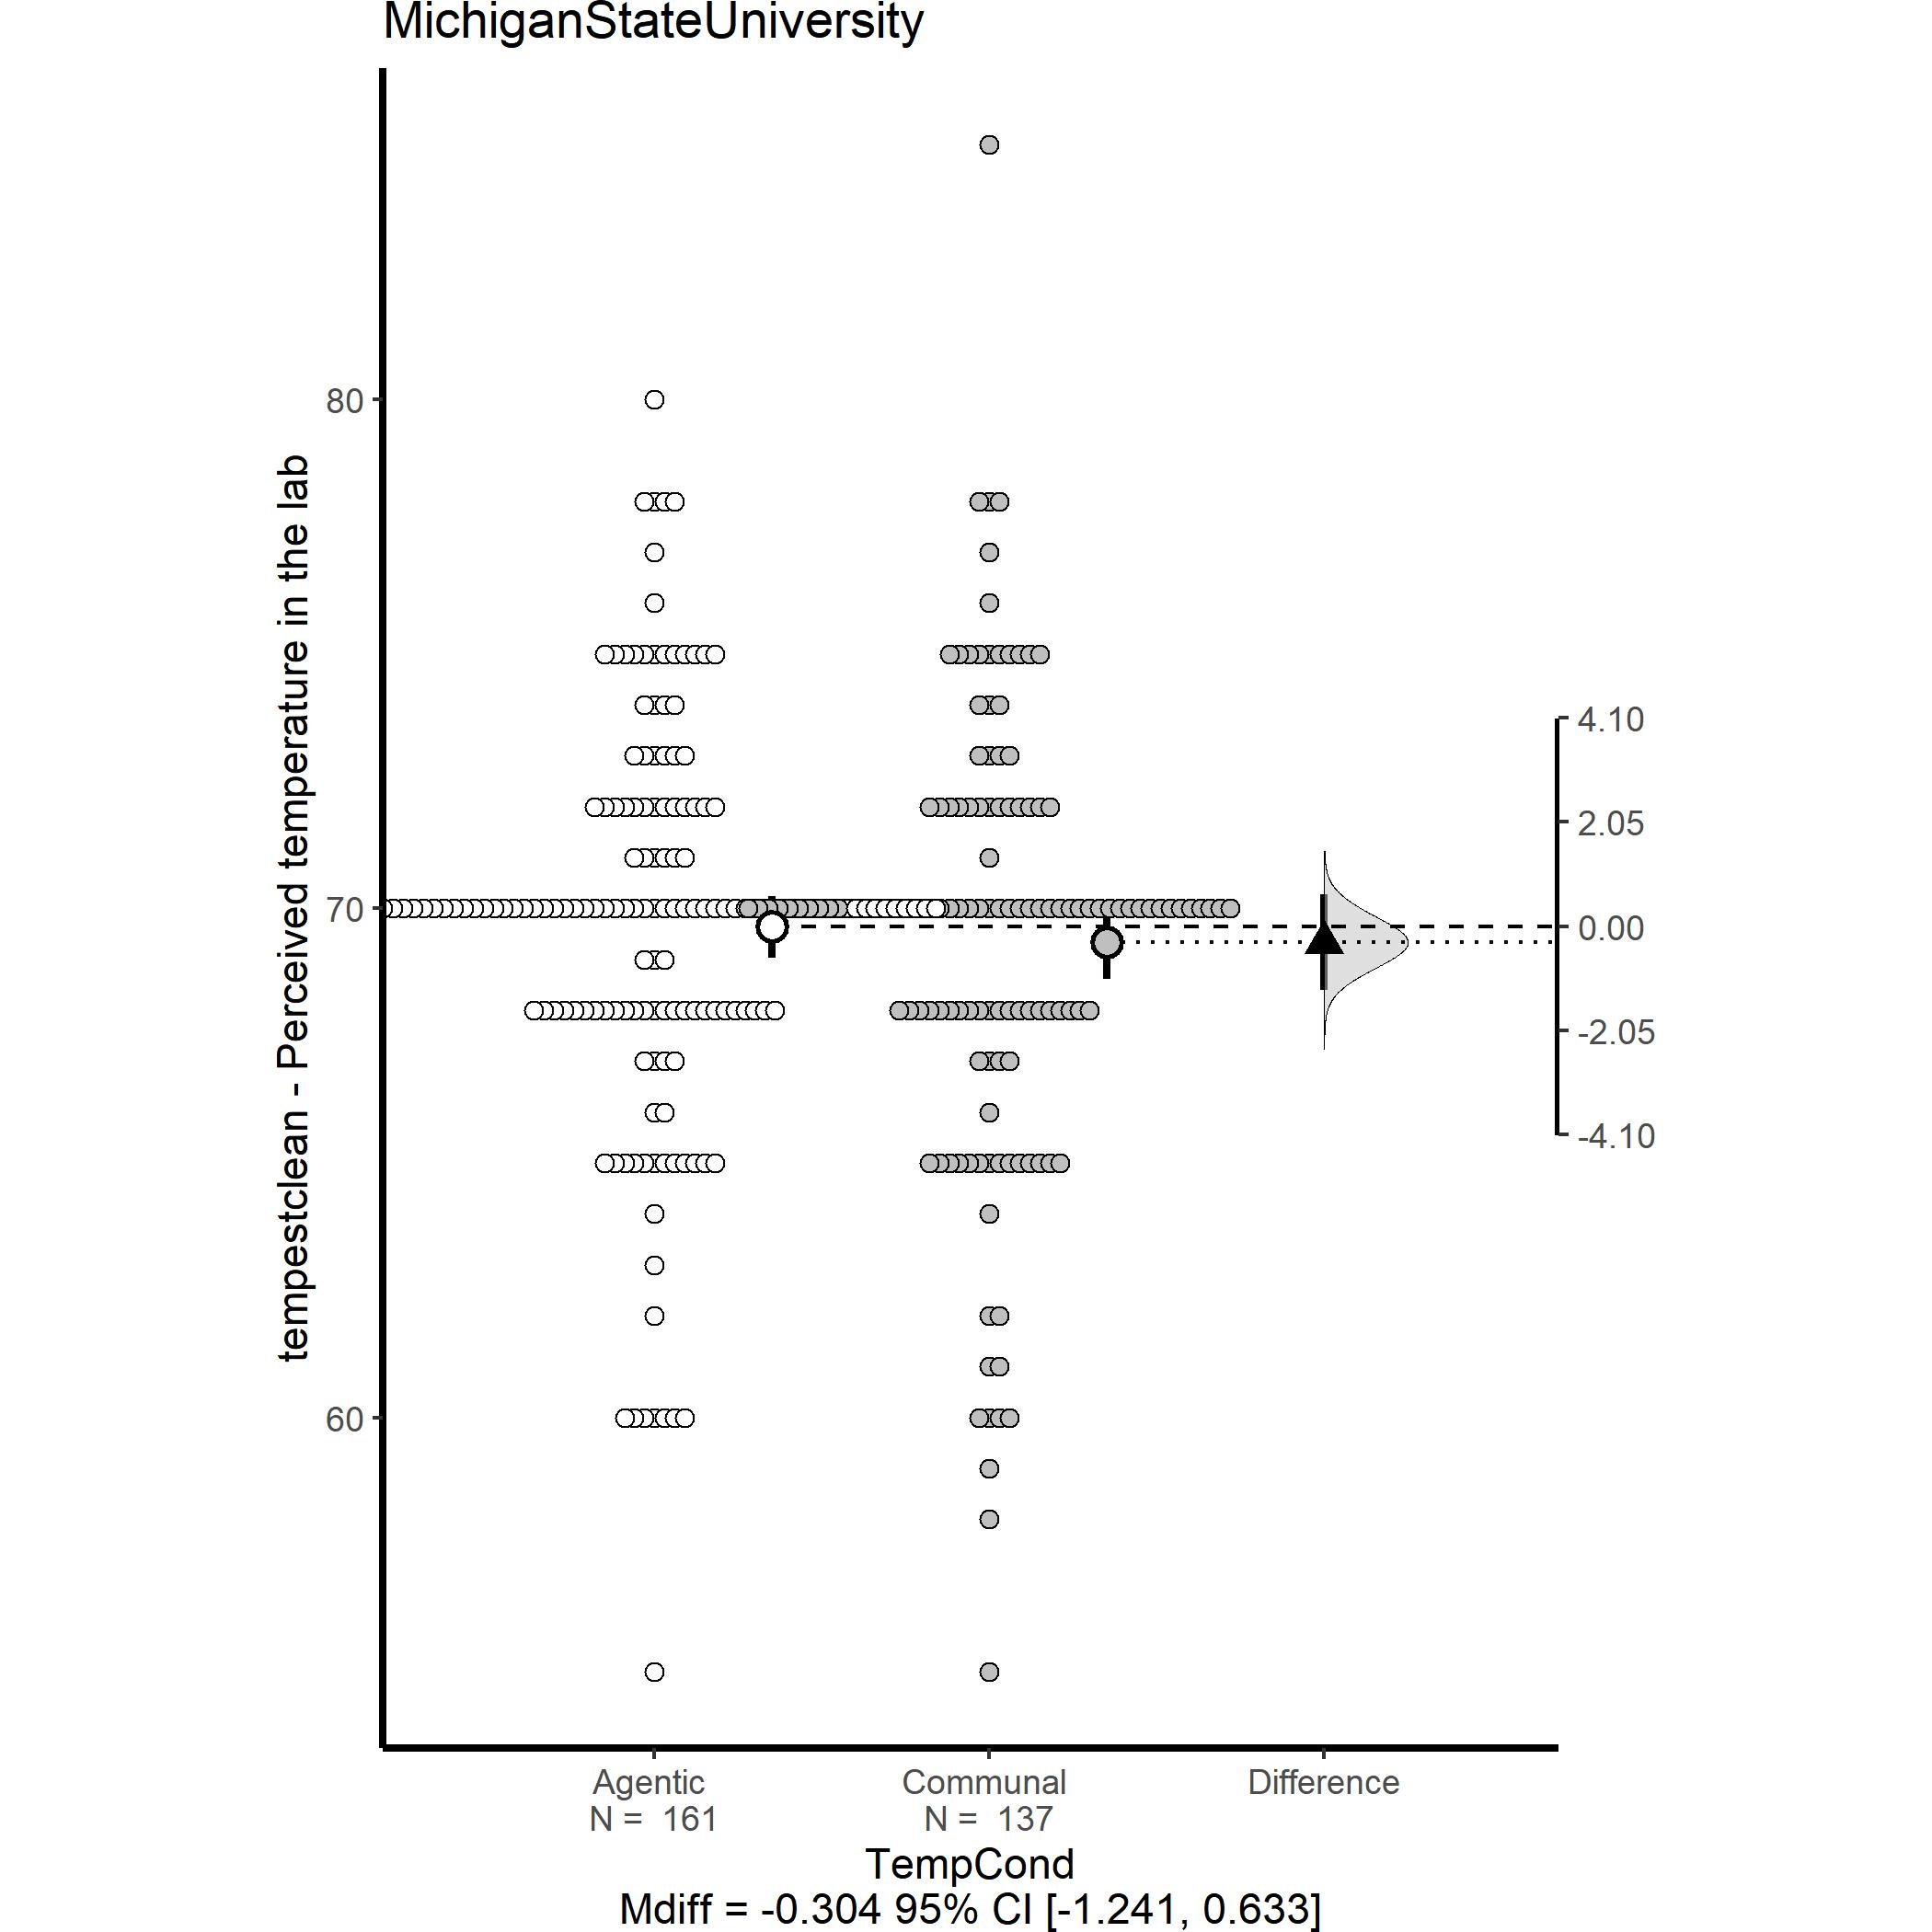 MichiganStateUniversity
tempestclean - Perceived temperature in the lab
80
70
60
4.10
2.05
0.00
-2.05
-4.10
Agentic
N =  161
Communal
N =  137
Difference
TempCond
Mdiff = -0.304 95% CI [-1.241, 0.633]